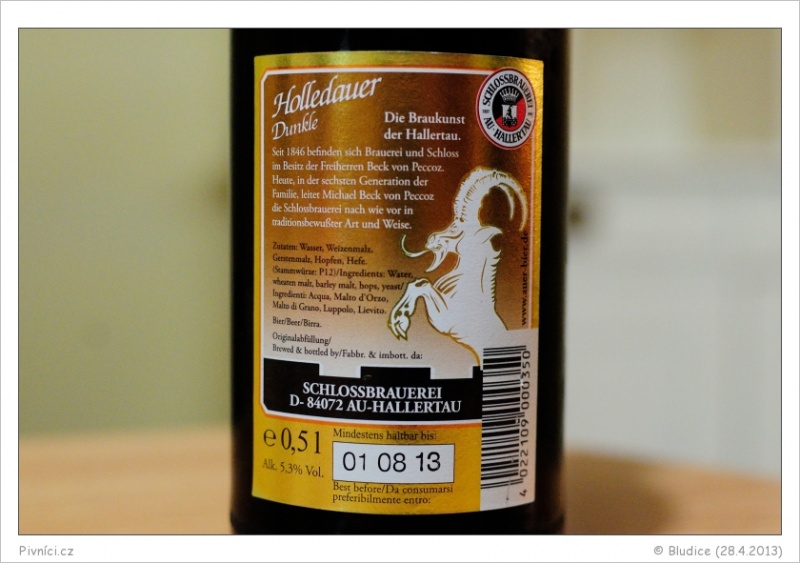 Holledauer
Dunkle
Die Braukunst
der Hallertau.
SCHLOSSBRAUEREI
AU-HALLERTAU
Seit 1846 befinden sich Brauerei und Schloss
im Besitz der Freiherren Beck von Peccoz.
Heute, in der sechsten Generation der
Familie, leitet Michael Beck von Peccoz
die Schloßbrauerei nach wie vor in
traditionsbewußter Art und Weise.
Zutaten: Wasser, Weizenmalz,
Gerstenmalz, Hopfen, Hefe.
(Stammwürze: P12)/Ingredients: Water,
wheaten malt, barley malt, hops, yeast/
Ingredienti: Acqua, Malto d'Orzo,
Malto di Grano, Luppolo, Lievito.
Bier/Beer/Birra.
Originalabfüllung/
Brewed & bottled by/Fabbr. & imbott. da:
www.auer-bier.de
SCHLOSSBRAUEREI
D- 84072 AU-HALLERTAU
e 0,5 l
Alk. 5,3% Vol.
Mindestens haltbar bis:
01 08 13
Best before/Da consumarsi
preferibilmente entro:
4 022109 000350
Pivníci.cz
© Bludice (28.4.2013)